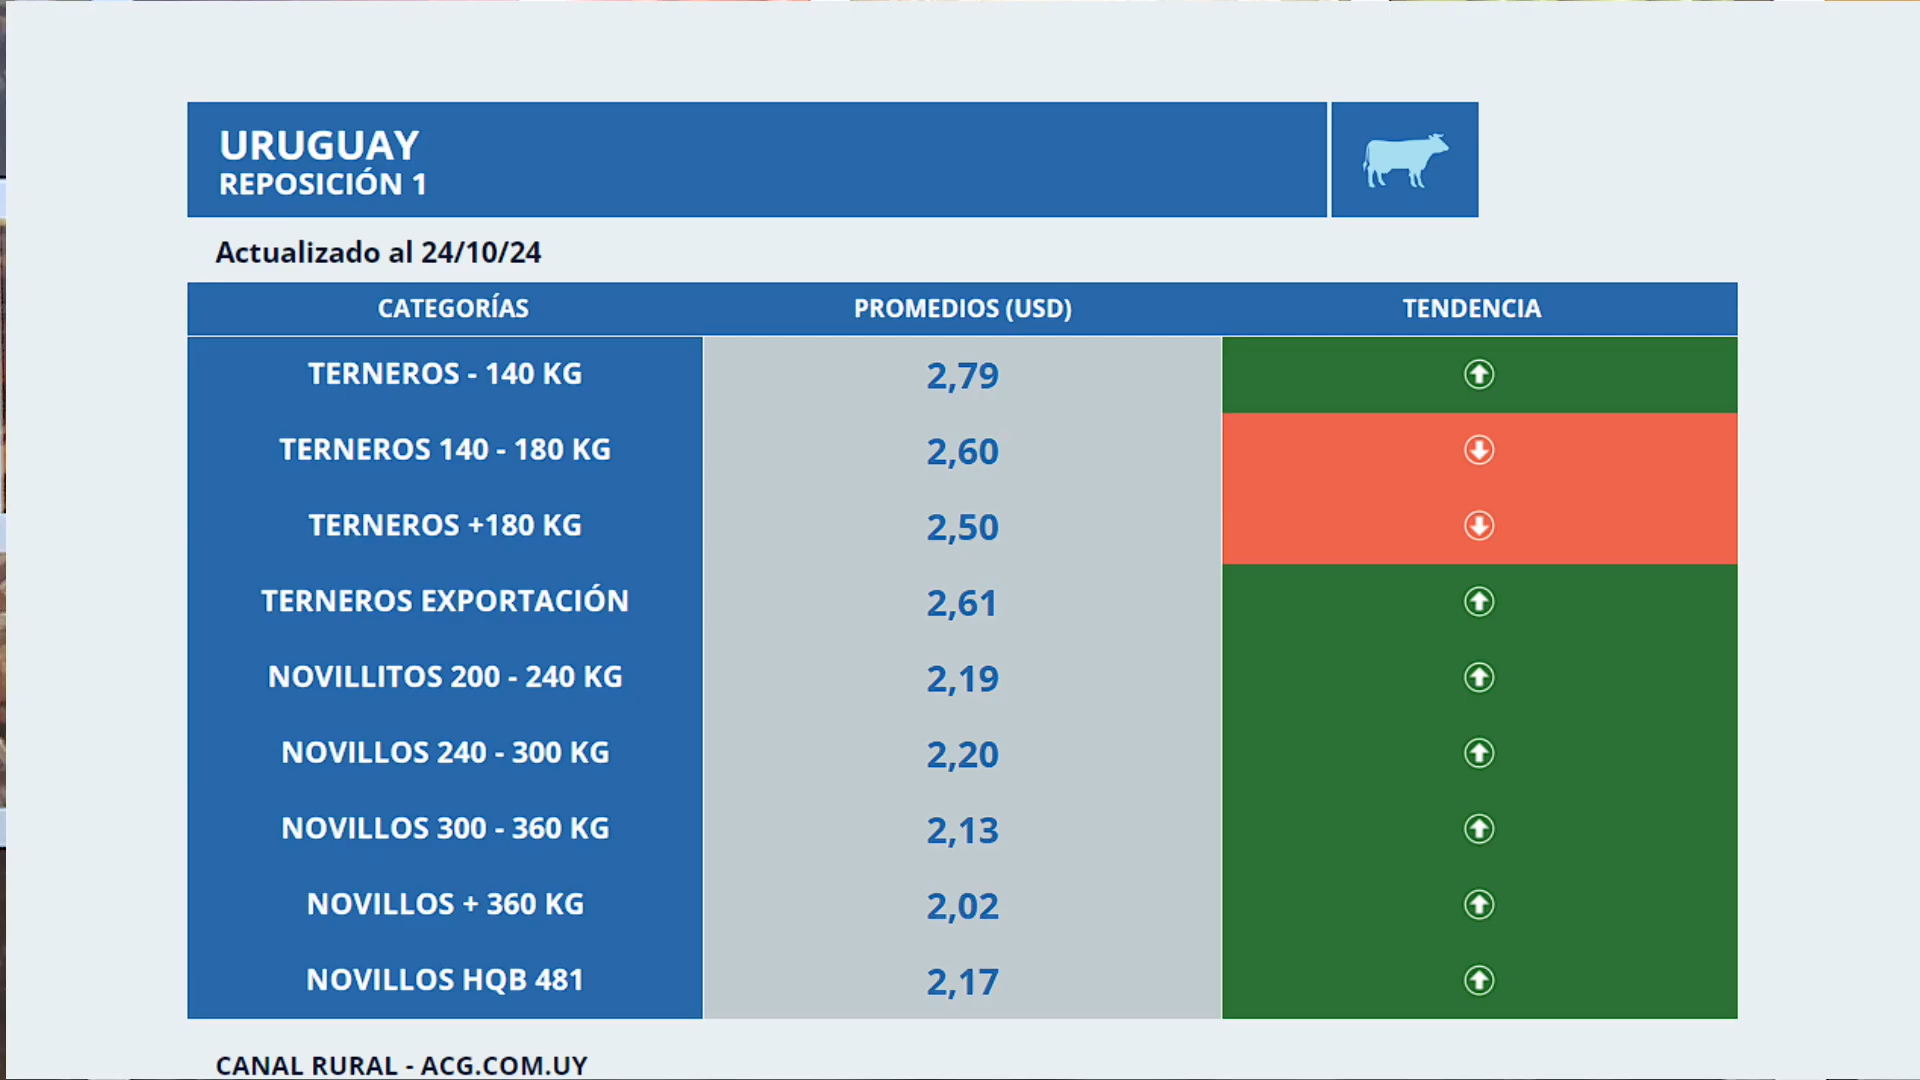 URUGUAY
REPOSICIÓN 1
Actualizado al 24/10/24
CATEGORÍAS PROMEDIOS (USD) TENDENCIA
TERNEROS - 140 KG 2,79
TERNEROS 140 - 180 KG 2,60
TERNEROS +180 KG 2,50
TERNEROS EXPORTACIÓN 2,61
NOVILLITOS 200 - 240 KG 2,19
NOVILLOS 240 - 300 KG 2,20
NOVILLOS 300 - 360 KG 2,13
NOVILLOS + 360 KG 2,02
NOVILLOS HQB 481 2,17
CANAL RURAL - ACG.COM.UY